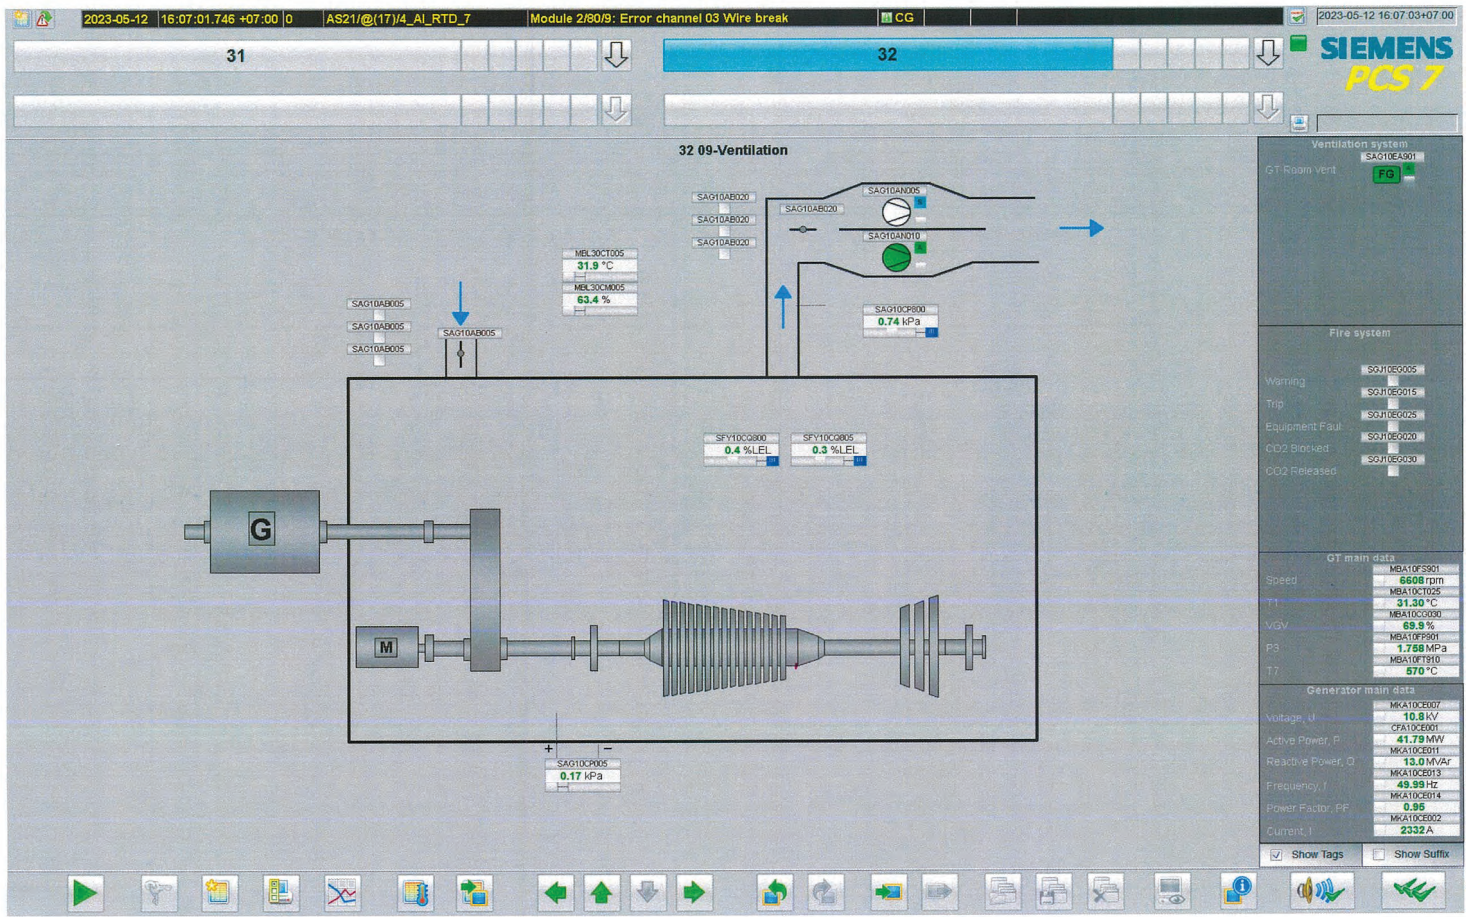 2023-05-12 16:07:01.746 +07:00 0 AS21/@(17)/4_AI_RTD_7 Module 2/80/9: Error channel 03 Wire break CG 2023-05-12 16:07:03+07 00
31 32 SIEMENS
PCS 7
32 09-Ventilation
Ventilation system
SAG10EA901
GT Room vent FG
SAG10AB020
SAG10AB020
SAG10AB020
SAG10AB020
SAG10AN005
SAG10AN010
MBL30CT005
31.9 °C
MBL30CM005
63.4 %
SAG10CP800
0.74 kPa
SAG10AB005
SAG10AB005
SAG10AB005
SAG10AB005
Fire system
SGJ10EG005
Warning
SGJ10EG015
Trip
SGJ10EG025
Equipment Faul
SGJ10EG020
CO2 Blocked
SGJ10EG030
CO2 Released
SFY10CQ800
0.4 %LEL
SFY10CQ805
0.3 %LEL
G
M
+ −
SAG10CP005
0.17 kPa
GT main data
MBA10FS901
Speed 6608 rpm
MBA10CT025
T1 31.30 °C
MBA10CG030
VGV 69.9 %
MBA10FP901
P3 1.758 MPa
MBA10FT910
T7 570 °C
Generator main data
MKA10CE007
Voltage, U 10.8 kV
CFA10CE001
Active Power, P 41.79 MW
MKA10CE011
Reactive Power, Q 13.0 MVAr
MKA10CE013
Frequency, f 49.99 Hz
MKA10CE014
Power Factor, PF 0.95
MKA10CE002
Current, I 2332 A
Show Tags Show Suffix